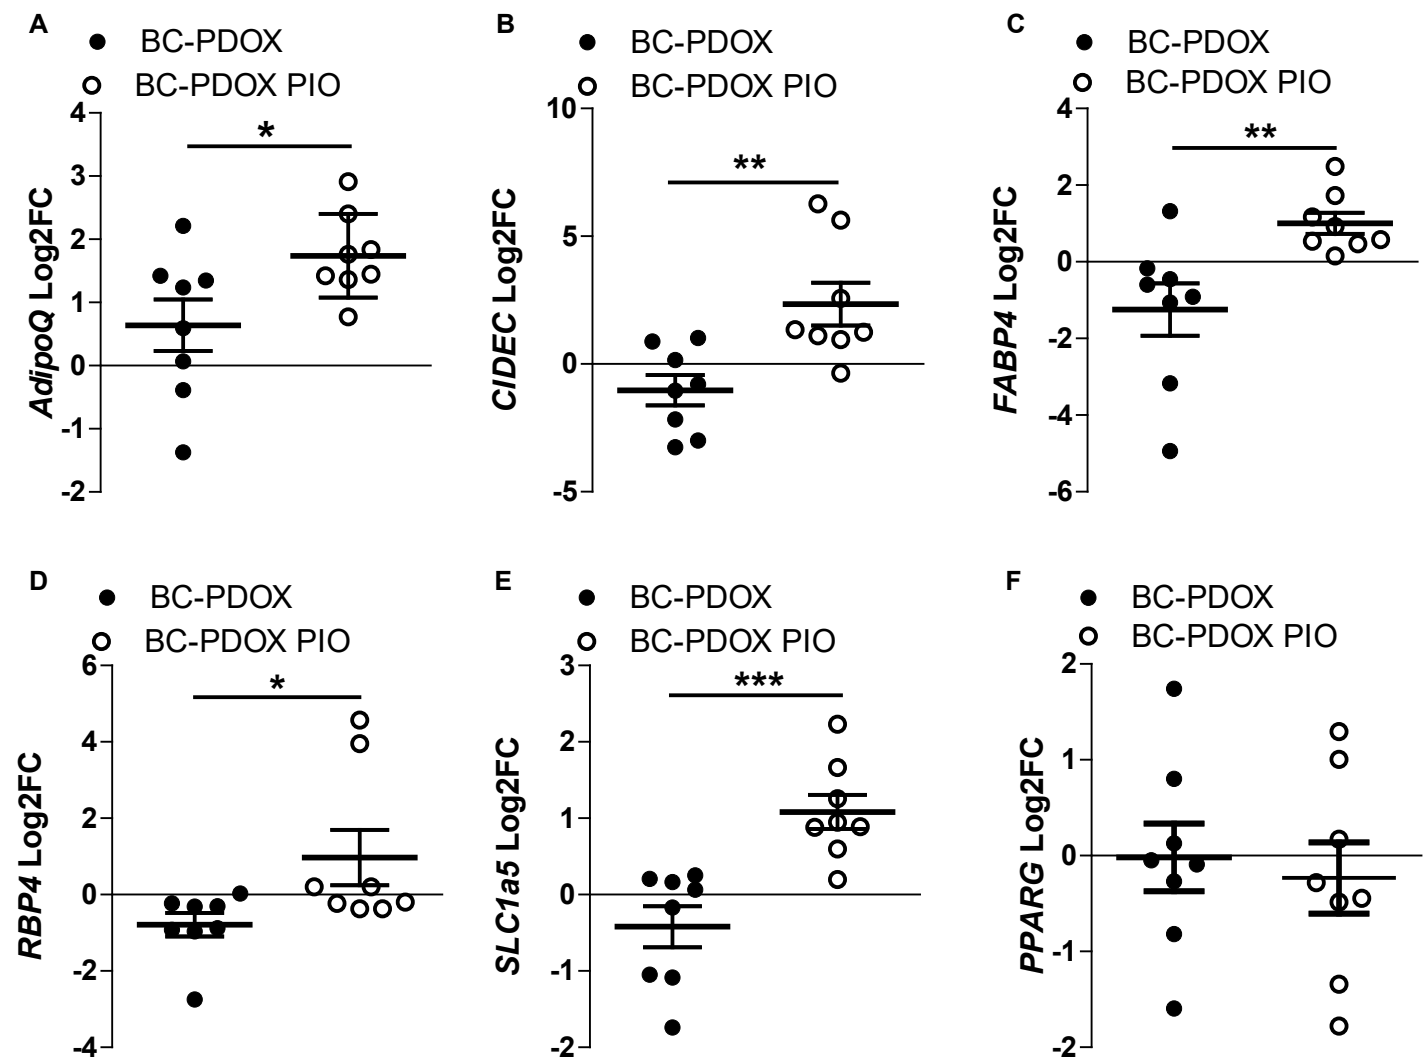 A
BC-PDOX
BC-PDOX PIO
4
3
2
1
0
-1
-2
AdipoQ Log2FC
*
B
BC-PDOX
BC-PDOX PIO
10
5
0
-5
CIDEC Log2FC
**
C
BC-PDOX
BC-PDOX PIO
4
2
0
-2
-4
-6
FABP4 Log2FC
**
D
BC-PDOX
BC-PDOX PIO
6
4
2
0
-2
-4
RBP4 Log2FC
*
E
BC-PDOX
BC-PDOX PIO
3
2
1
0
-1
-2
SLC1a5 Log2FC
***
F
BC-PDOX
BC-PDOX PIO
2
1
0
-1
-2
PPARG Log2FC